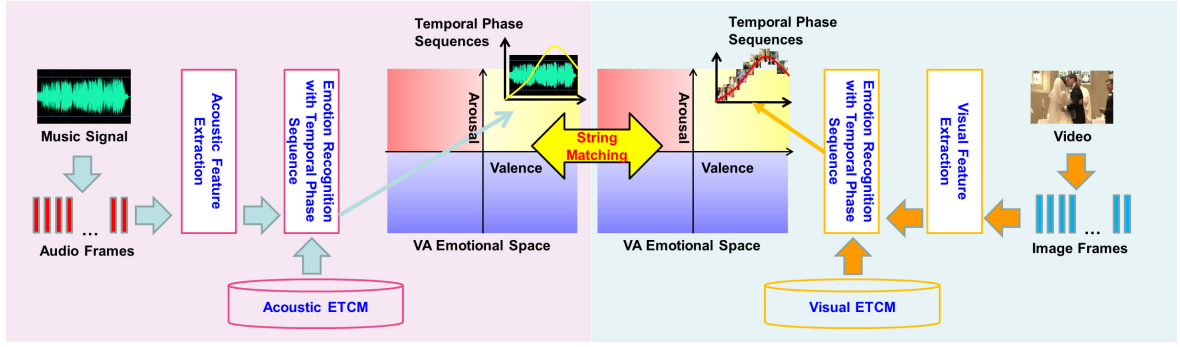 Music Signal
Audio Frames
...
Acoustic Feature
Extraction
Emotion Recognition
with Temporal Phase
Sequence
Acoustic ETCM
Temporal Phase
Sequences
Arousal
Valence
VA Emotional Space
String
Matching
Temporal Phase
Sequences
Arousal
Valence
VA Emotional Space
Emotion Recognition
with Temporal Phase
Sequence
Visual Feature
Extraction
Video
...
Image Frames
Visual ETCM